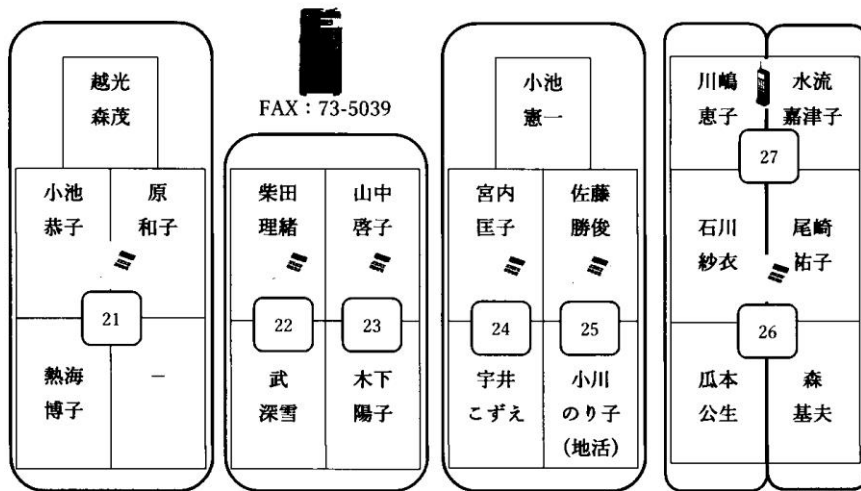 越光
森茂
小池
恭子
原
和子
21
熱海
博子
—
FAX：73-5039
柴田
理緒
山中
啓子
22
23
武
深雪
木下
陽子
小池
憲一
宮内
匡子
佐藤
勝俊
24
25
宇井
こずえ
小川
のり子
(地活)
川嶋
恵子
水流
嘉津子
27
石川
紗衣
尾崎
祐子
26
瓜本
公生
森
基夫